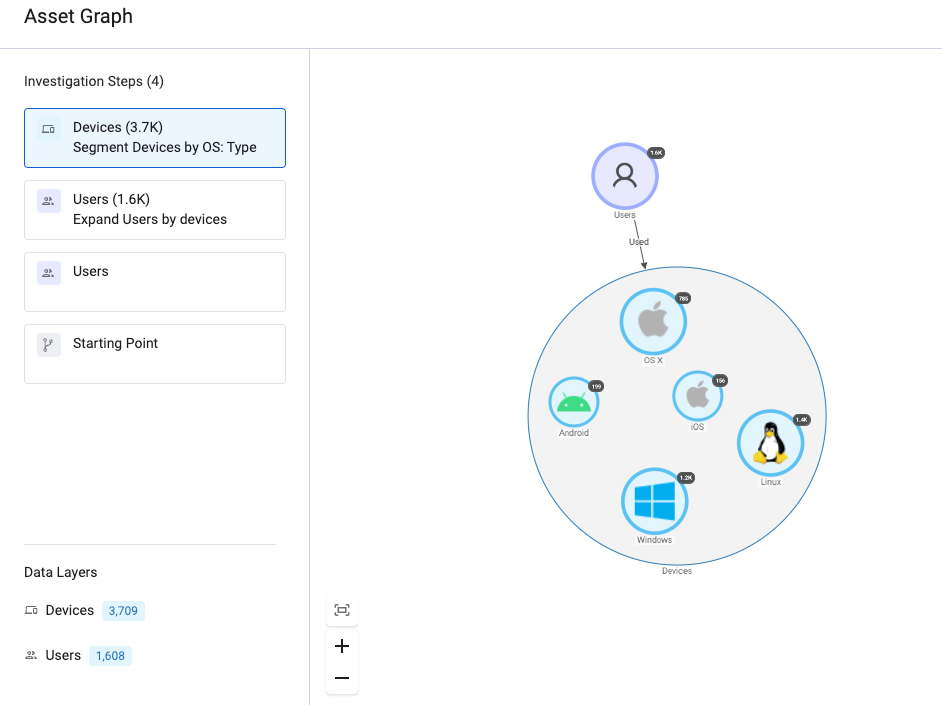 Asset Graph
Investigation Steps (4)
Devices (3.7K)
Segment Devices by OS: Type
Users (1.6K)
Expand Users by devices
Users
Starting Point
Data Layers
Devices 3,709
Users 1,608
1.6K
Users
Used
785
OS X
199
Android
156
iOS
1.4K
Linux
1.2K
Windows
Devices